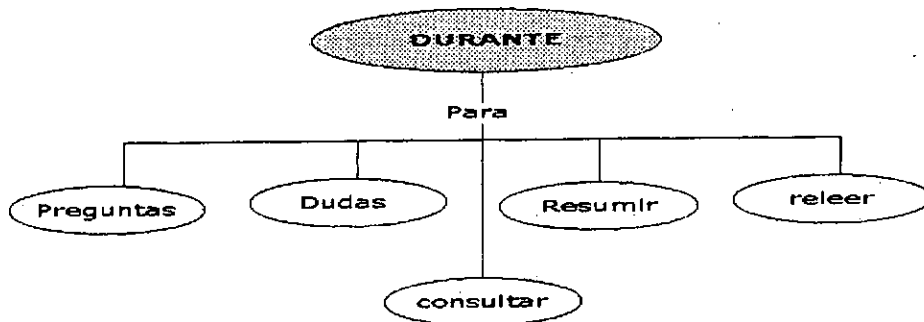 DURANTE
Para
Preguntas
Dudas
Resumir
releer
consultar